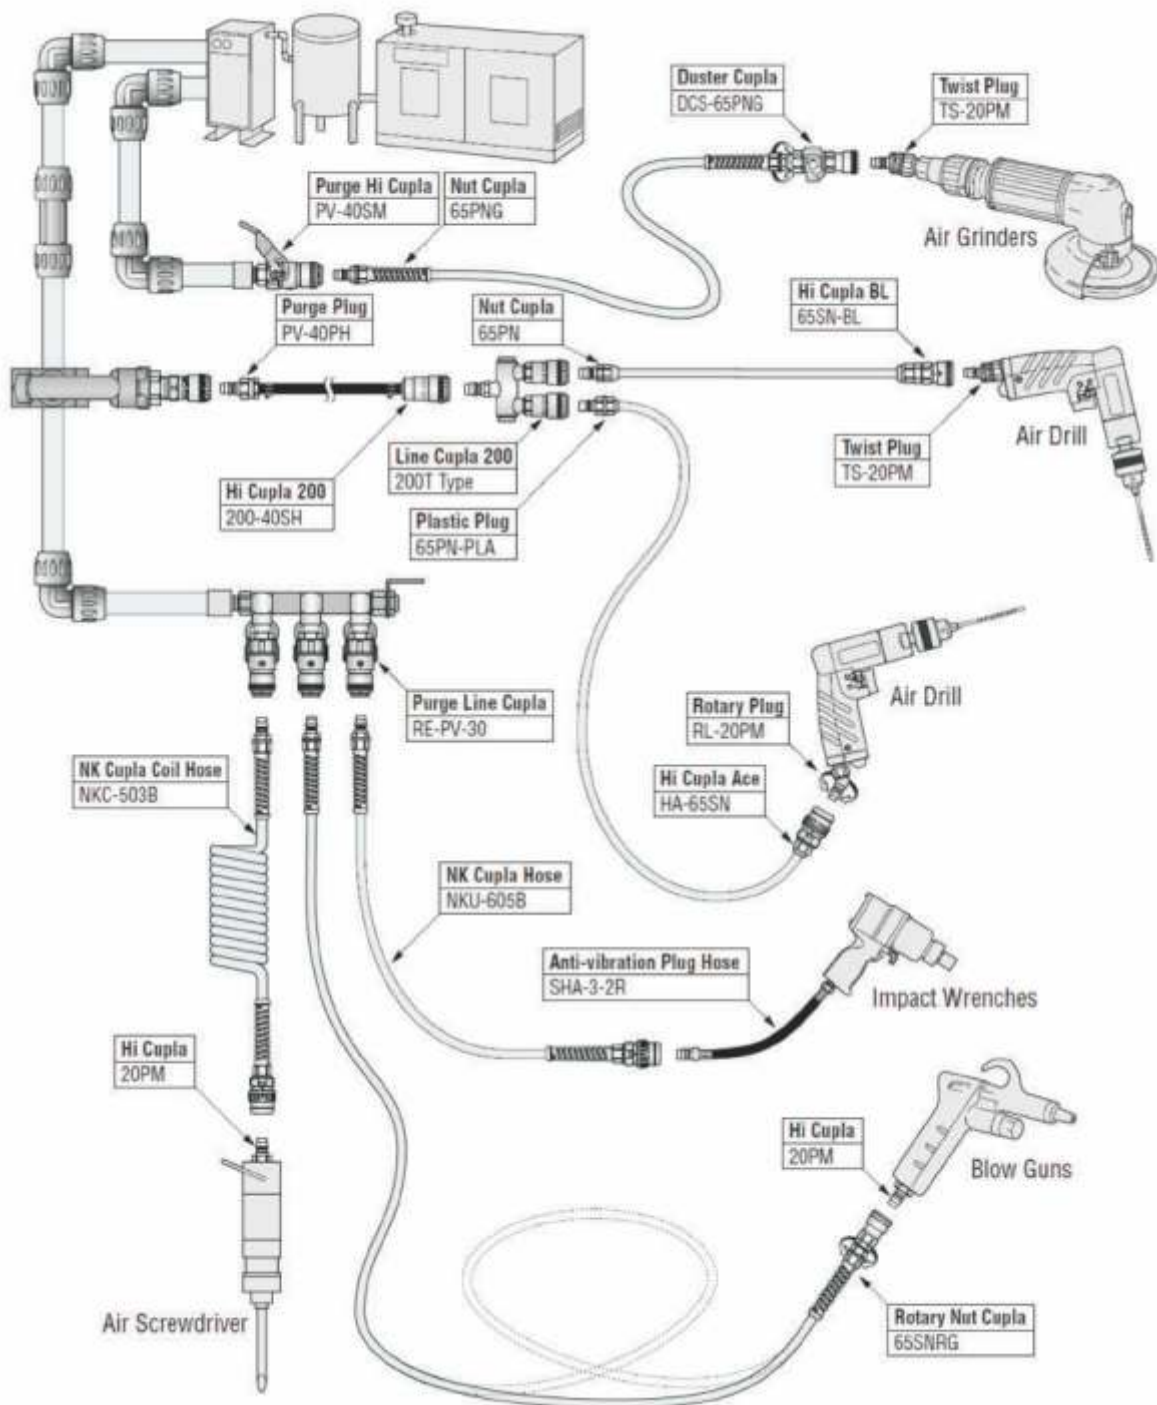 Duster Cupla
DCS-65PNG
Twist Plug
TS-20PM
Purge Hi Cupla
PV-40SM
Nut Cupla
65PNG
Air Grinders
Purge Plug
PV-40PH
Nut Cupla
65PN
Hi Cupla BL
65SN-BL
Air Drill
Line Cupla 200
200T Type
Twist Plug
TS-20PM
Hi Cupla 200
200-40SH
Plastic Plug
65PN-PLA
Purge Line Cupla
RE-PV-30
Rotary Plug
RL-20PM
Air Drill
NK Cupla Coil Hose
NKC-503B
Hi Cupla Ace
HA-65SN
NK Cupla Hose
NKU-605B
Anti-vibration Plug Hose
SHA-3-2R
Impact Wrenches
Hi Cupla
20PM
Hi Cupla
20PM
Blow Guns
Air Screwdriver
Rotary Nut Cupla
65SNRG